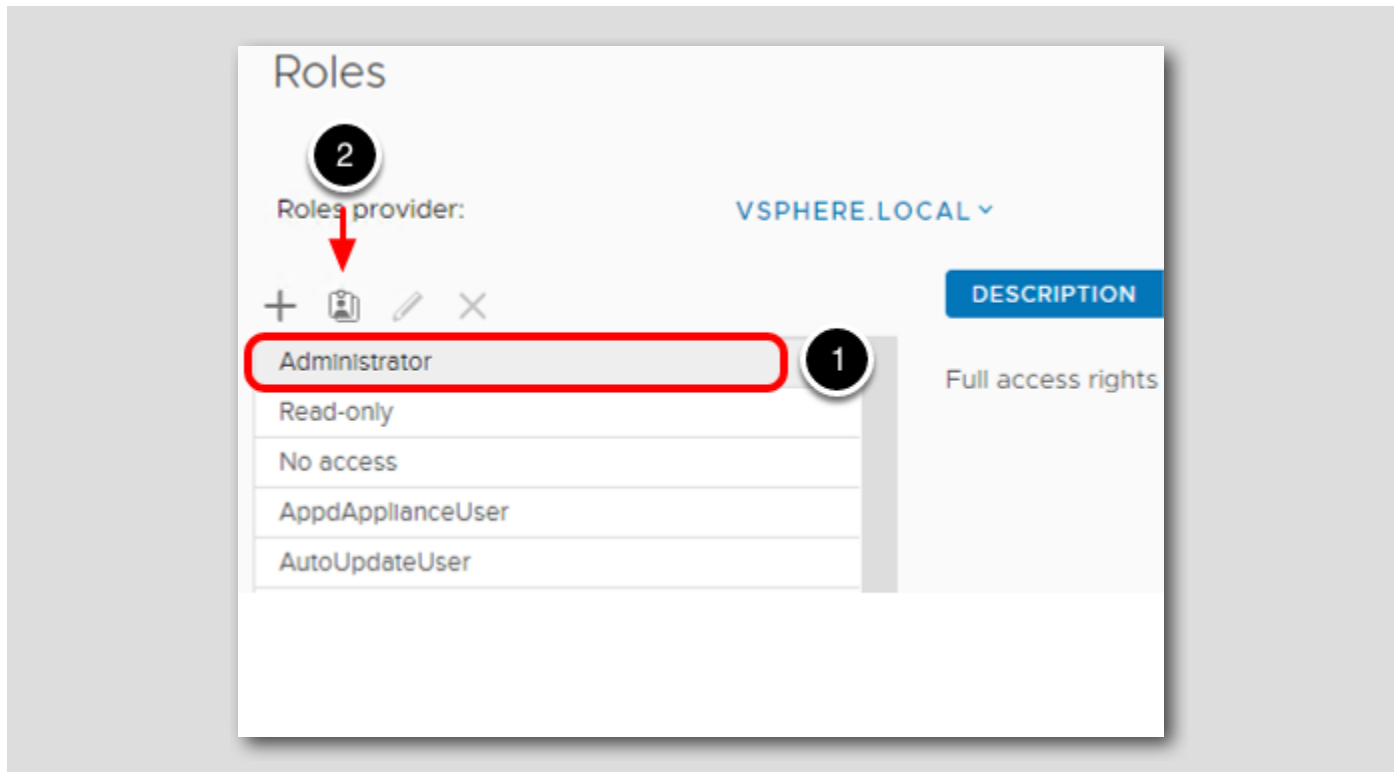 Roles
2
Roles provider:
VSPHERE.LOCAL
DESCRIPTION
Administrator
1
Full access rights
Read-only
No access
AppdApplianceUser
AutoUpdateUser